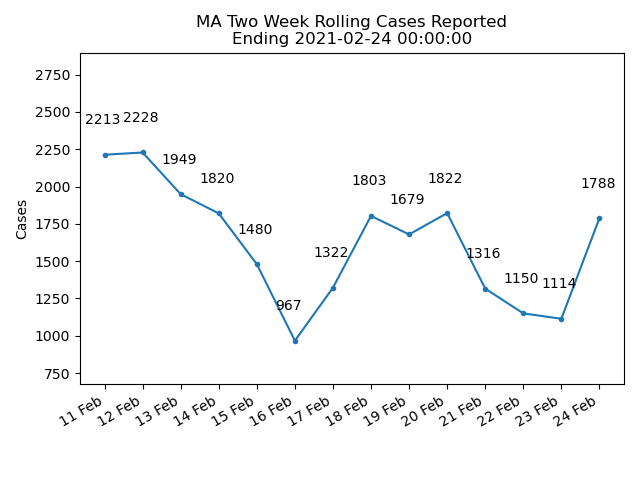 MA Two Week Rolling Cases Reported
Ending 2021-02-24 00:00:00
Cases
2750
2500
2250
2000
1750
1500
1250
1000
750
2213
2228
1949
1820
1480
967
1322
1803
1679
1822
1316
1150
1114
1788
11 Feb
12 Feb
13 Feb
14 Feb
15 Feb
16 Feb
17 Feb
18 Feb
19 Feb
20 Feb
21 Feb
22 Feb
23 Feb
24 Feb